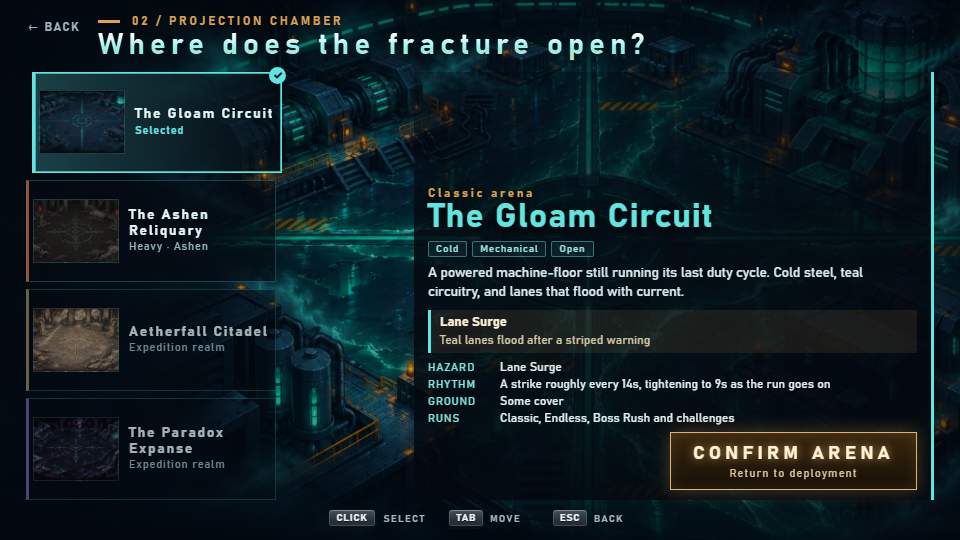 ← BACK
02 / PROJECTION CHAMBER
Where does the fracture open?
The Gloam Circuit
Selected
The Ashen
Reliquary
Heavy · Ashen
Aetherfall Citadel
Expedition realm
The Paradox
Expanse
Expedition realm
Classic arena
The Gloam Circuit
Cold Mechanical Open
A powered machine-floor still running its last duty cycle. Cold steel, teal
circuitry, and lanes that flood with current.
Lane Surge
Teal lanes flood after a striped warning
HAZARD Lane Surge
RHYTHM A strike roughly every 14s, tightening to 9s as the run goes on
GROUND Some cover
RUNS Classic, Endless, Boss Rush and challenges
CONFIRM ARENA
Return to deployment
CLICK SELECT TAB MOVE ESC BACK